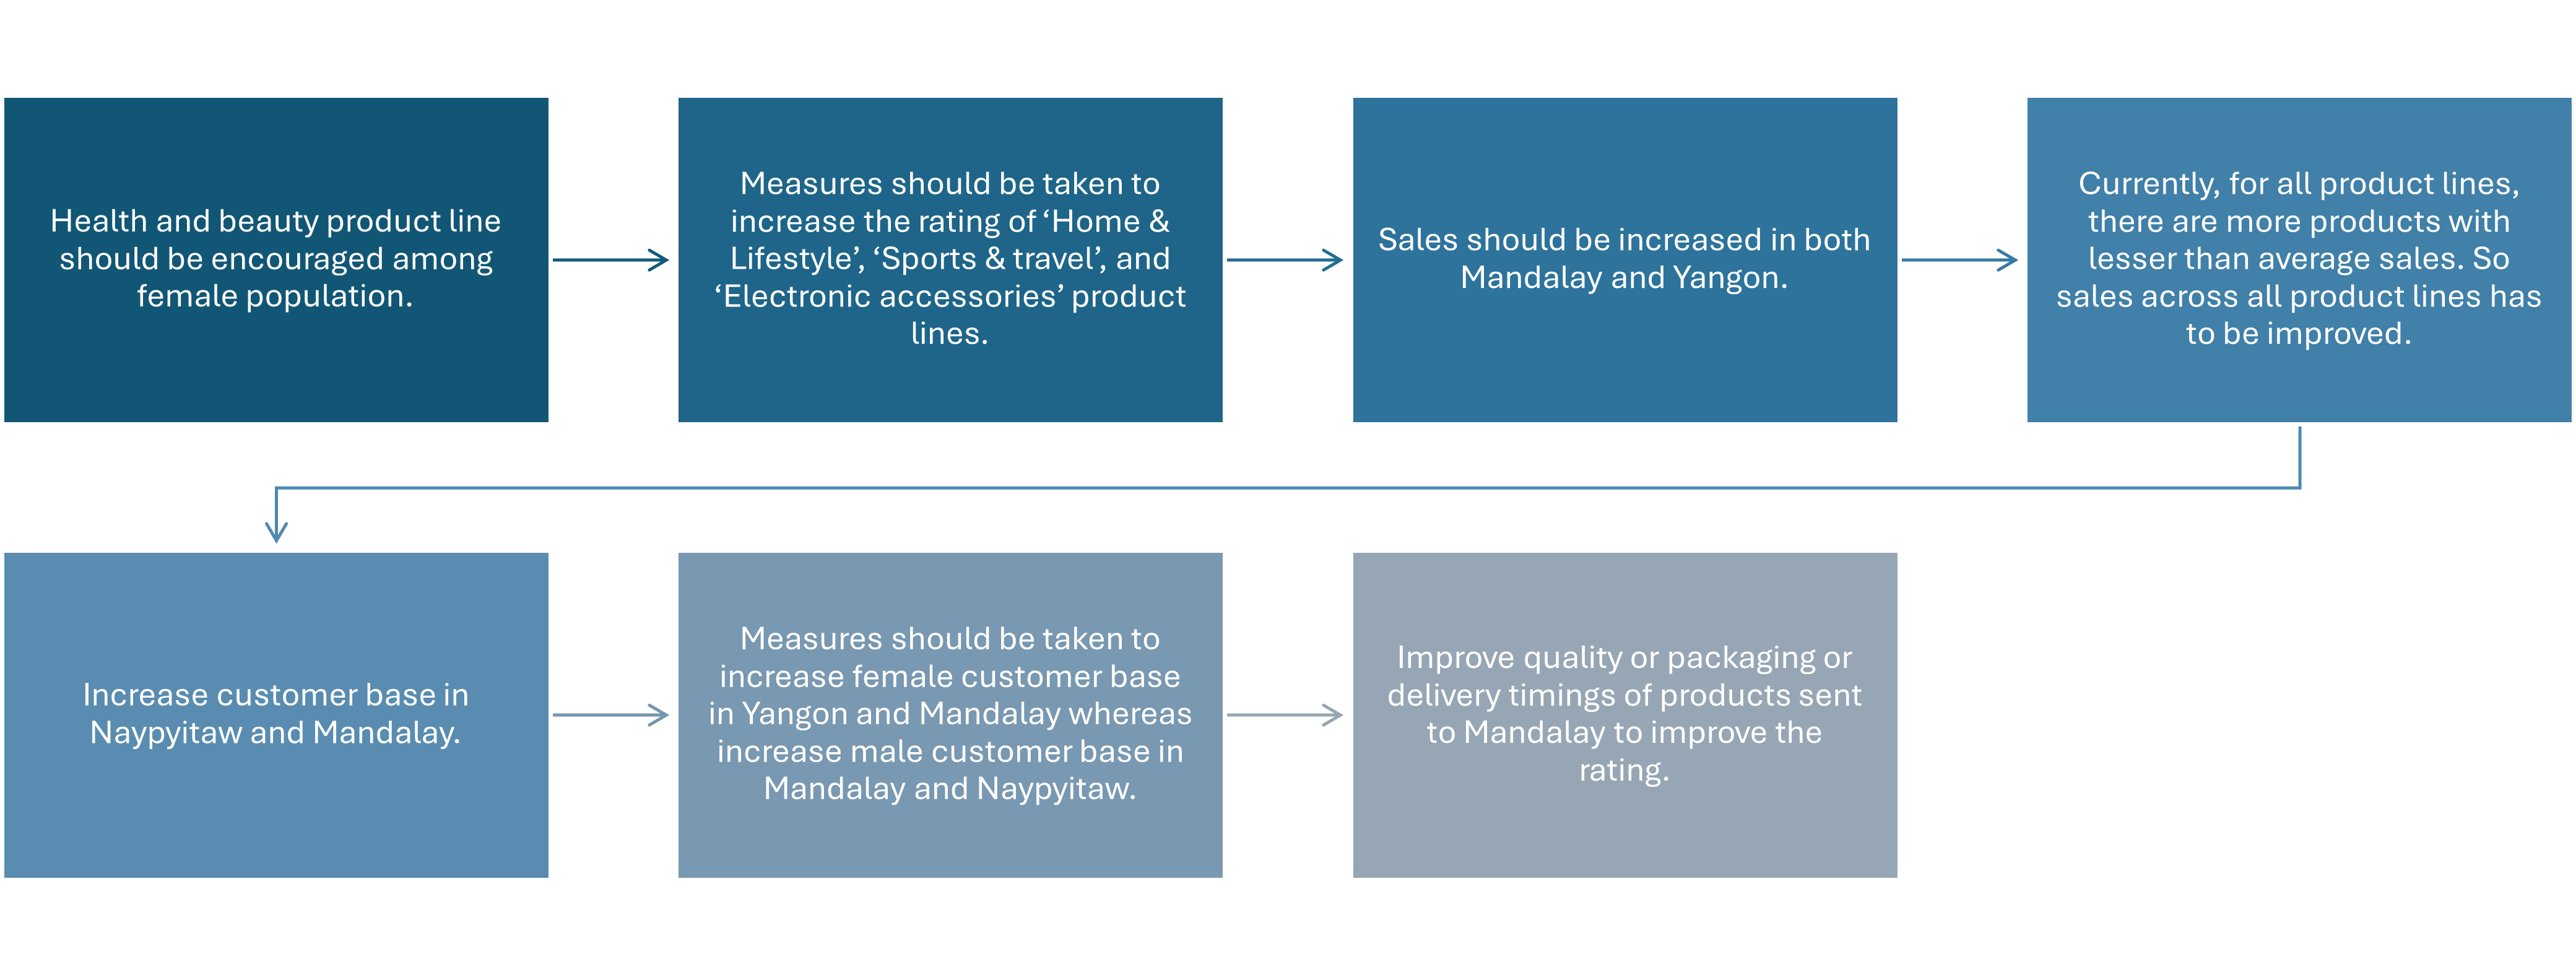 Health and beauty product line
should be encouraged among
female population.
Measures should be taken to
increase the rating of ‘Home &
Lifestyle’, ‘Sports & travel’, and
‘Electronic accessories’ product
lines.
Sales should be increased in both
Mandalay and Yangon.
Currently, for all product lines,
there are more products with
lesser than average sales. So
sales across all product lines has
to be improved.
Increase customer base in
Naypyitaw and Mandalay.
Measures should be taken to
increase female customer base
in Yangon and Mandalay whereas
increase male customer base in
Mandalay and Naypyitaw.
Improve quality or packaging or
delivery timings of products sent
to Mandalay to improve the
rating.